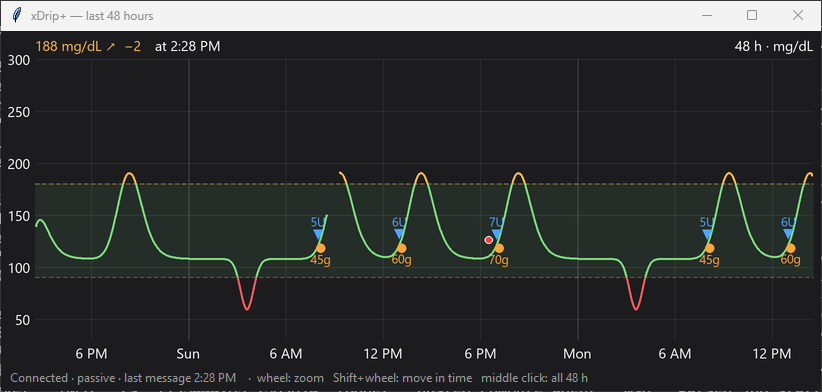 xDrip+ — last 48 hours
188 mg/dL ↗ −2 at 2:28 PM 48 h · mg/dL
300
250
200
150
100
50
5U 6U 7U 5U 6U
45g 60g 70g 45g 60g
6 PM Sun 6 AM 12 PM 6 PM Mon 6 AM 12 PM
Connected · passive · last message 2:28 PM · wheel: zoom Shift+wheel: move in time middle click: all 48 h